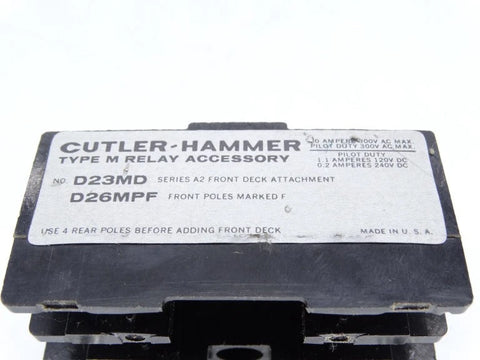 CUTLER-HAMMER
TYPE M RELAY ACCESSORY
NO. D23MD SERIES A2 FRONT DECK ATTACHMENT
D26MPF FRONT POLES MARKED F
USE 4 REAR POLES BEFORE ADDING FRONT DECK
AMPERES AC MAX.
PILOT DUTY 300V AC MAX.
PILOT DUTY
1.1 AMPERES 120V DC
0.2 AMPERES 240V DC
MADE IN U.S.A.